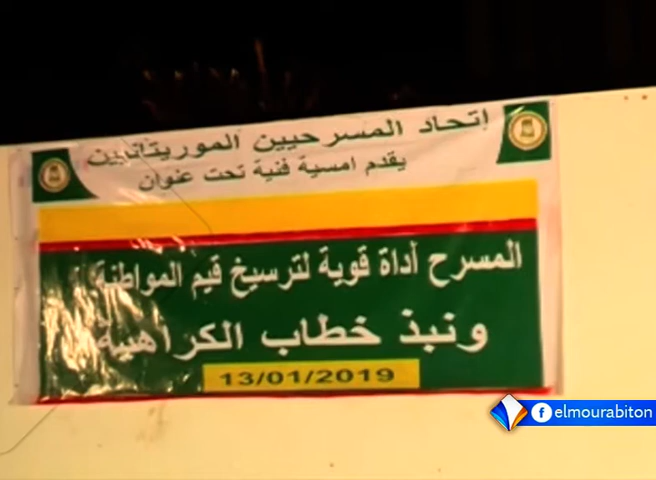 إتحاد المسرحيين الموريتانيين
يقدم امسية فنية تحت عنوان
المسرح أداة قوية لترسيخ قيم المواطنة
ونبذ خطاب الكراهية
13/01/2019
elmourabiton